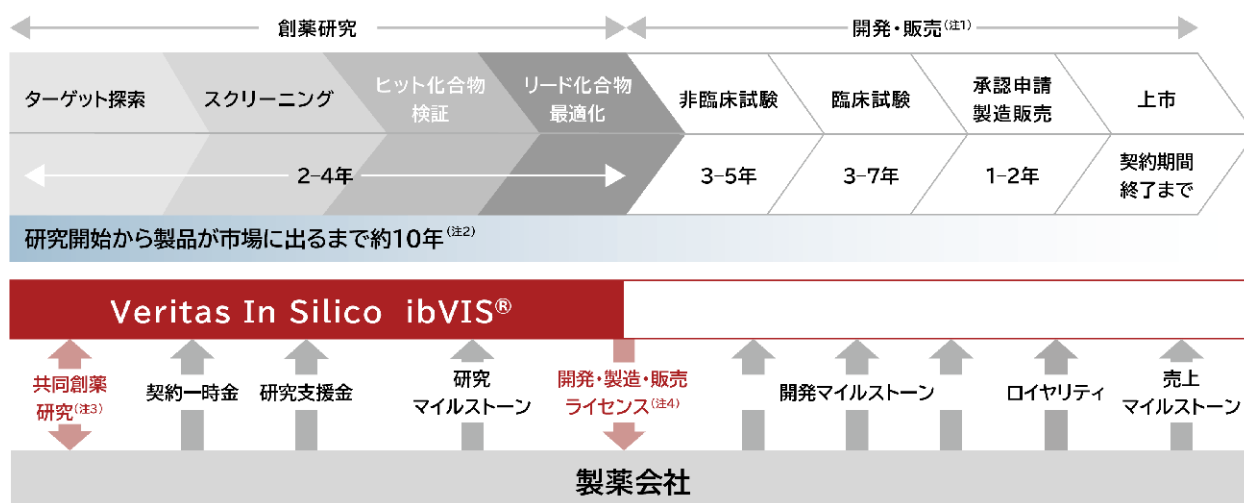 創薬研究
開発・販売(注1)
ターゲット探索
スクリーニング
ヒット化合物
検証
リード化合物
最適化
非臨床試験
臨床試験
承認申請
製造販売
上市
2-4年
3-5年
3-7年
1-2年
契約期間
終了まで
研究開始から製品が市場に出るまで約10年(注2)
Veritas In Silico ibVIS®
共同創薬
研究(注3)
契約一時金
研究支援金
研究
マイルストーン
開発・製造・販売
ライセンス(注4)
開発マイルストーン
ロイヤリティ
売上
マイルストーン
製薬会社